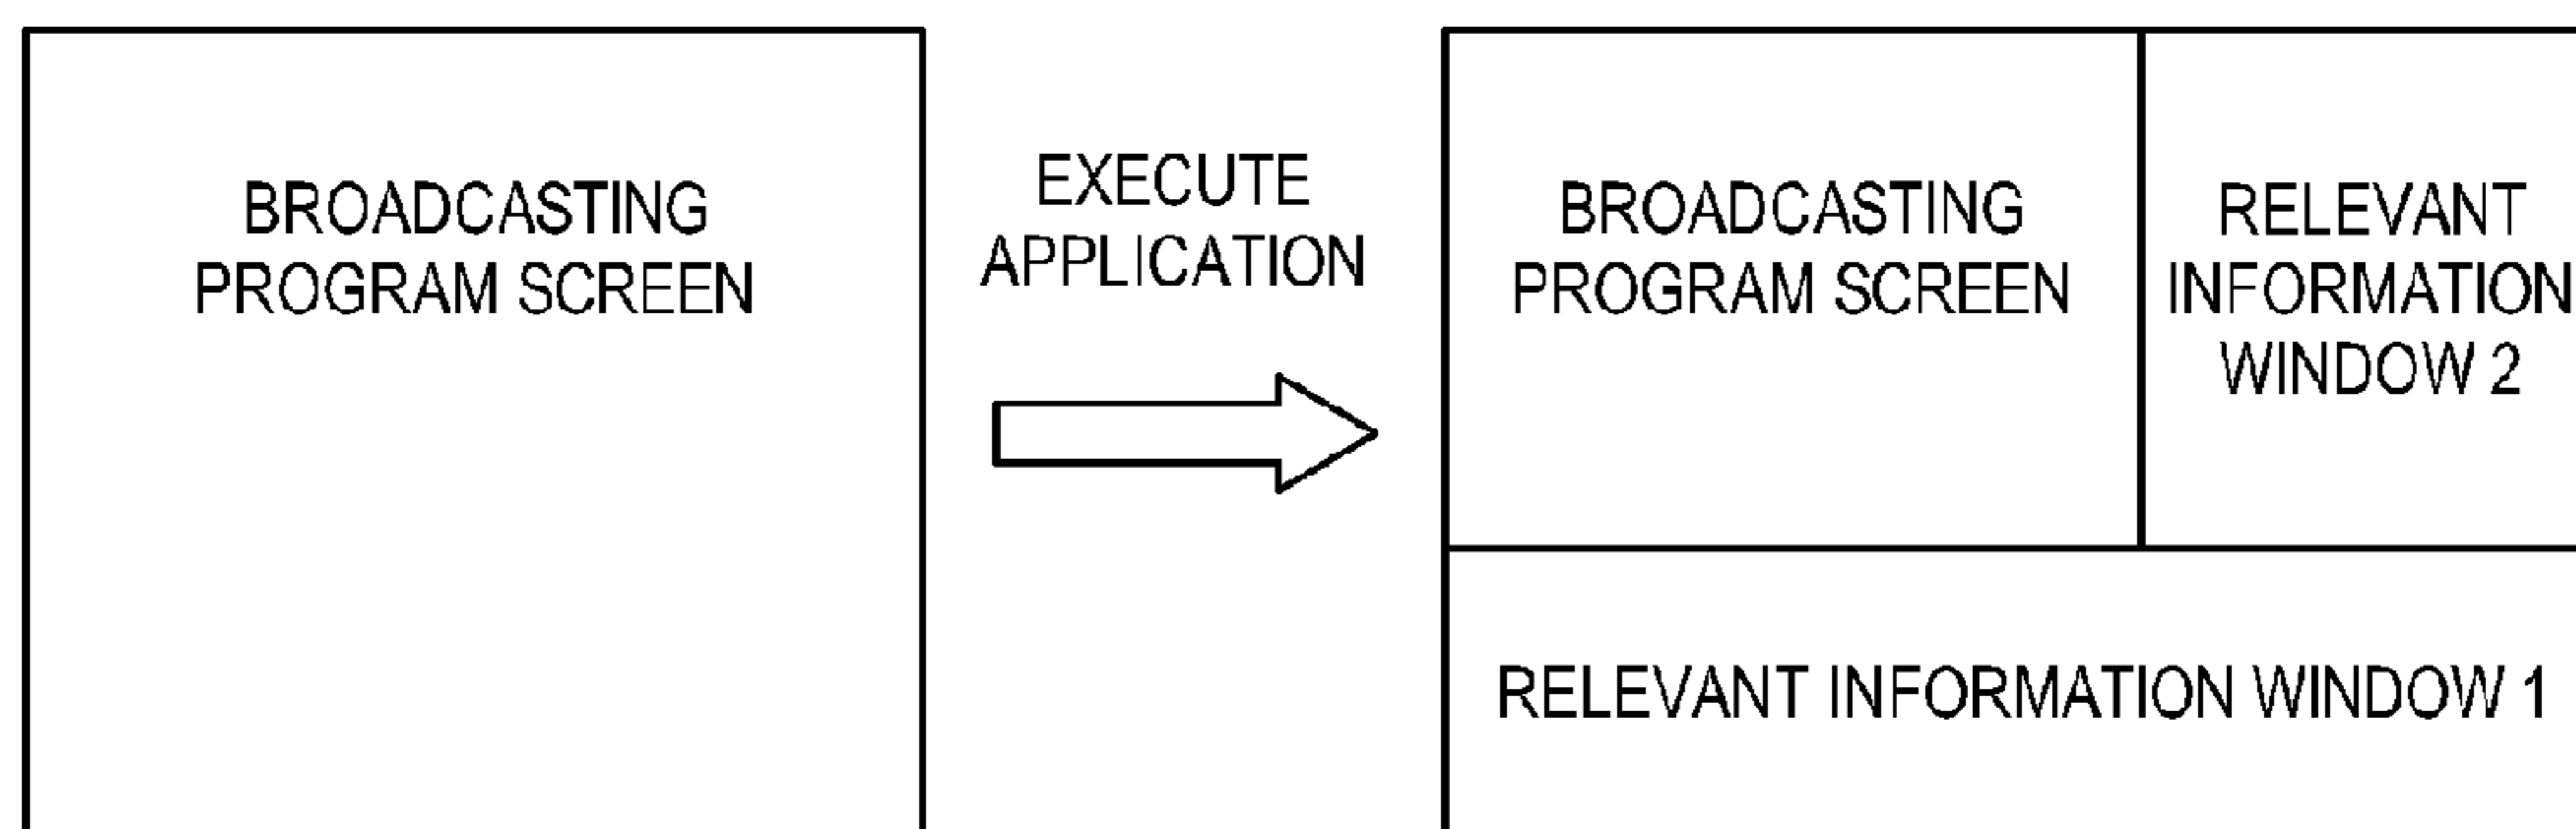 BROADCASTING
PROGRAM SCREEN
EXECUTE
APPLICATION
BROADCASTING
PROGRAM SCREEN
RELEVANT
INFORMATION
WINDOW 2
RELEVANT INFORMATION WINDOW 1